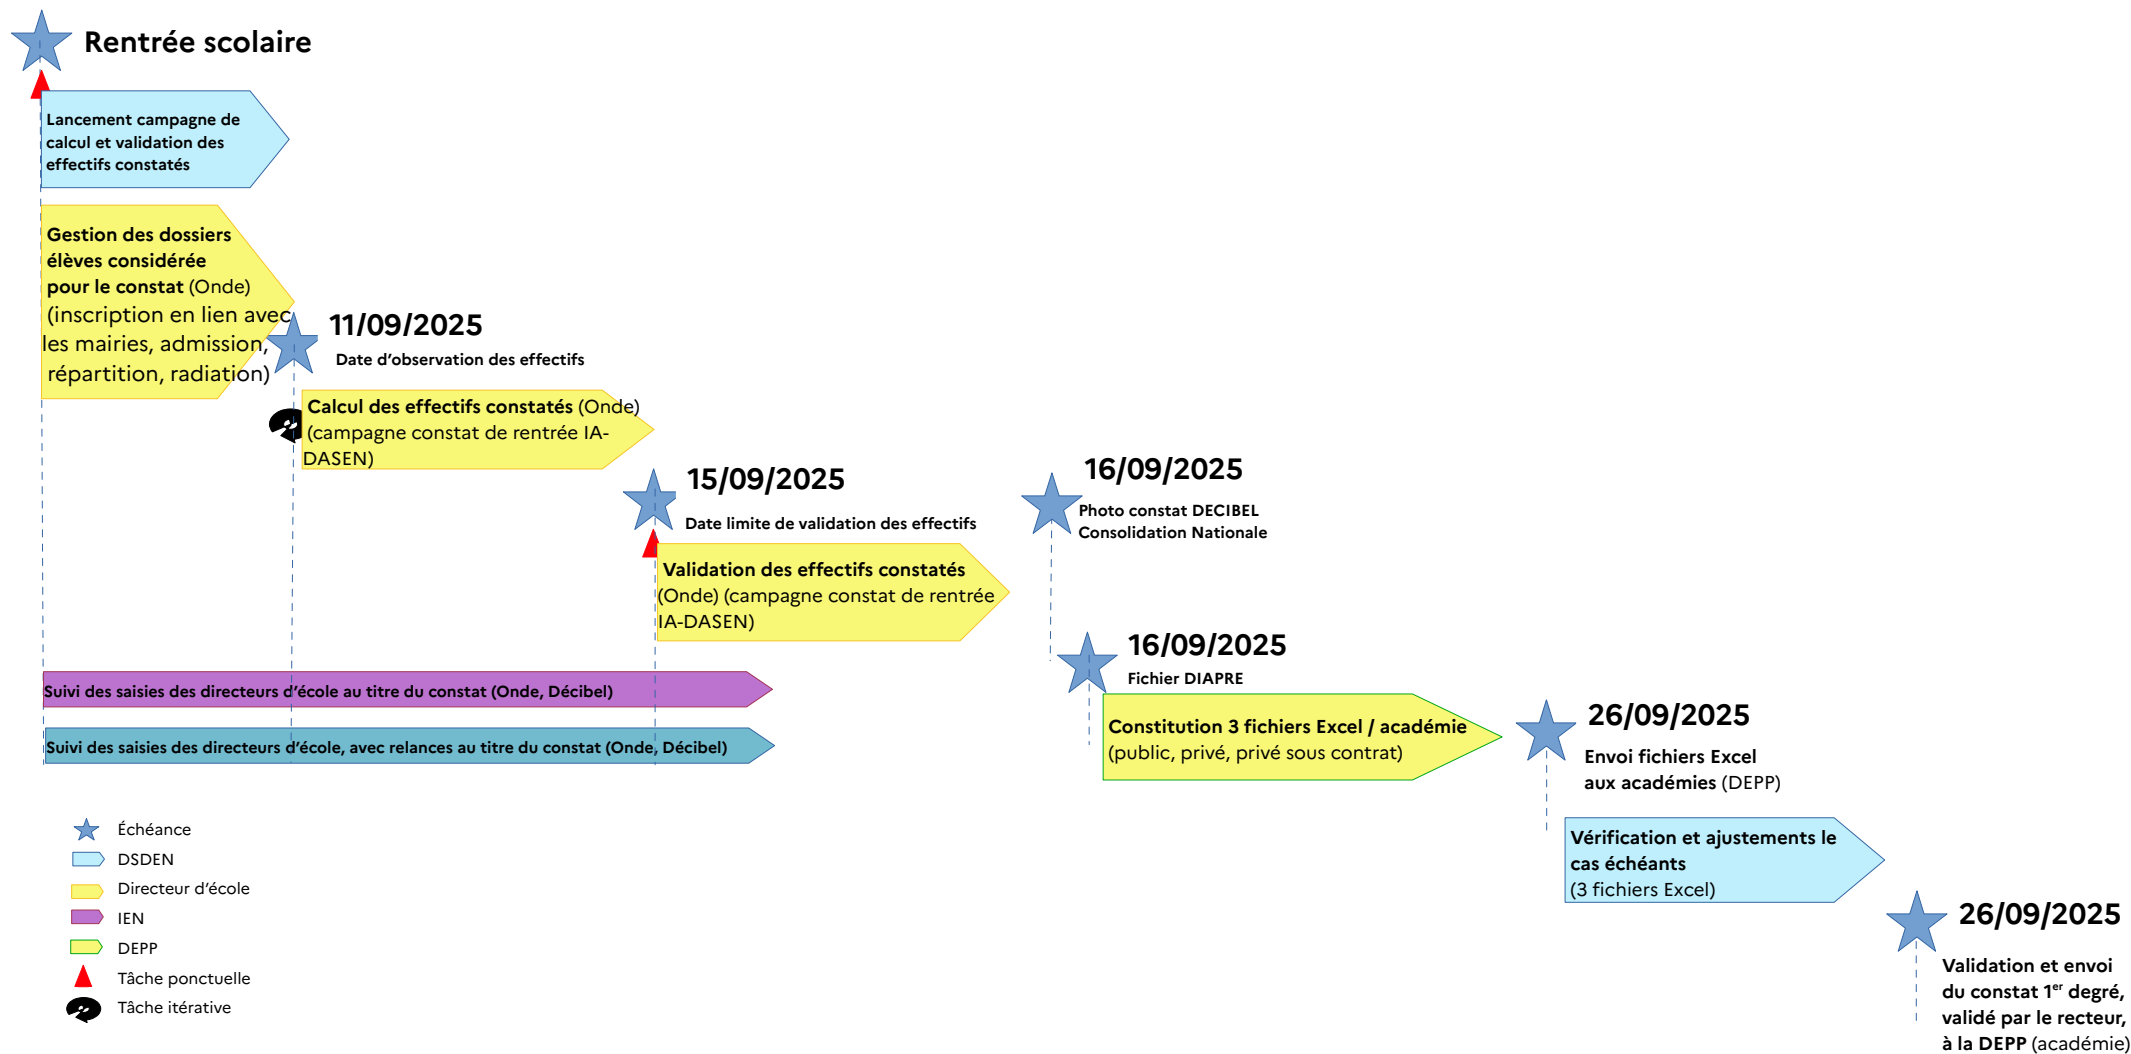 Rentrée scolaire
Lancement campagne de
calcul et validation des
effectifs constatés
Gestion des dossiers
élèves considérée
pour le constat (Onde)
(inscription en lien avec
les mairies, admission,
répartition, radiation)
11/09/2025
Date d'observation des effectifs
Calcul des effectifs constatés (Onde)
(campagne constat de rentrée IA-
DASEN)
15/09/2025
Date limite de validation des effectifs
Validation des effectifs constatés
(Onde) (campagne constat de rentrée
IA-DASEN)
16/09/2025
Photo constat DECIBEL
Consolidation Nationale
16/09/2025
Fichier DIAPRE
Constitution 3 fichiers Excel / académie
(public, privé, privé sous contrat)
Suivi des saisies des directeurs d'école au titre du constat (Onde, Décibel)
Suivi des saisies des directeurs d'école, avec relances au titre du constat (Onde, Décibel)
26/09/2025
Envoi fichiers Excel
aux académies (DEPP)
Vérification et ajustements le
cas échéants
(3 fichiers Excel)
26/09/2025
Validation et envoi
du constat 1er degré,
validé par le recteur,
à la DEPP (académie)
Échéance
DSDEN
Directeur d'école
IEN
DEPP
Tâche ponctuelle
Tâche itérative